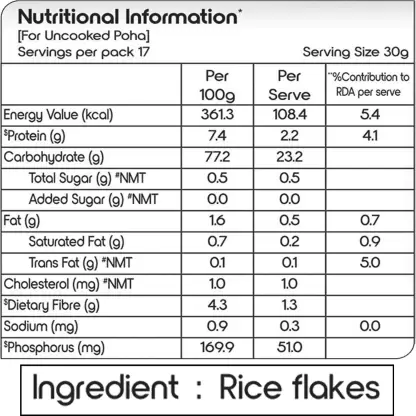 Nutritional Information*
[For Uncooked Poha]
Servings per pack 17 Serving Size 30g
Per 100g Per Serve **%Contribution to RDA per serve
Energy Value (kcal) 361.3 108.4 5.4
$Protein (g) 7.4 2.2 4.1
Carbohydrate (g) 77.2 23.2
Total Sugar (g) #NMT 0.5 0.5
Added Sugar (g) #NMT 0.0 0.0
Fat (g) 1.6 0.5 0.7
Saturated Fat (g) 0.7 0.2 0.9
Trans Fat (g) #NMT 0.1 0.1 5.0
Cholesterol (mg) #NMT 1.0 1.0
$Dietary Fibre (g) 4.3 1.3
Sodium (mg) 0.9 0.3 0.0
$Phosphorus (mg) 169.9 51.0
Ingredient : Rice flakes